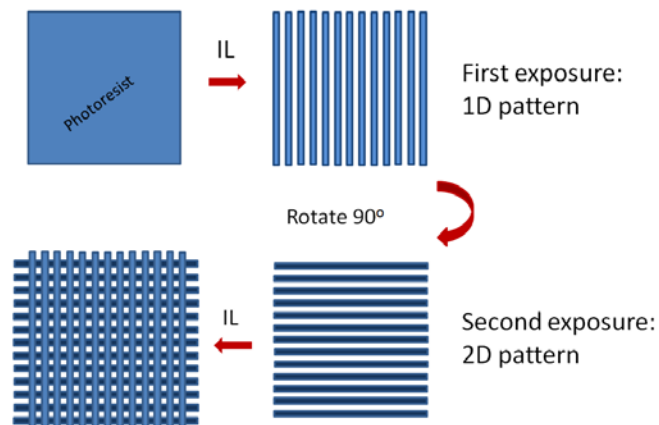 Photoresist
IL
First exposure:
1D pattern
Rotate 90º
IL
Second exposure:
2D pattern